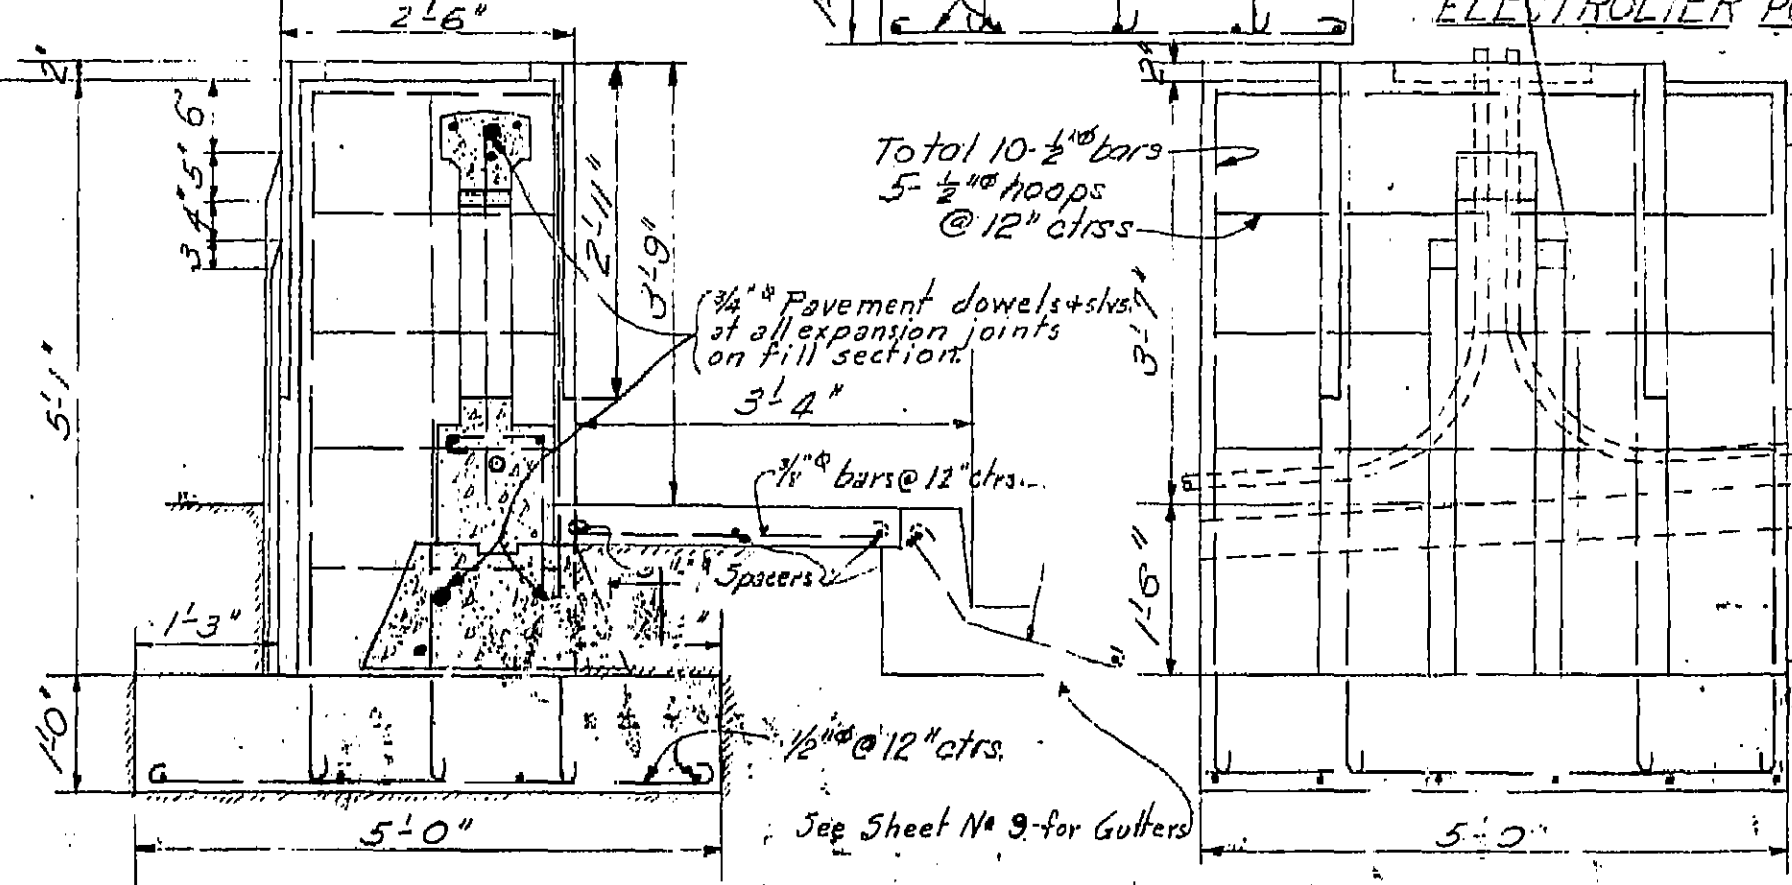 2'-6"
ELECTROLIER
2"
6"
5"
4"
3
5'-1"
1'-0"
1'-3"
5'-0"
2'-11"
3'-9"
3/4"φ Pavement dowels & slvs.
at all expansion joints
on fill section.
3'-4"
3/8"φ bars @ 12" ctrs.
Spacers
1/2"φ @ 12" ctrs.
See Sheet No 9 for Gutters
Total 10-1/2"φ bars
5-1/2"φ hoops
@ 12" ctrss
2"
3'-7"
1'-6"
5'-0"